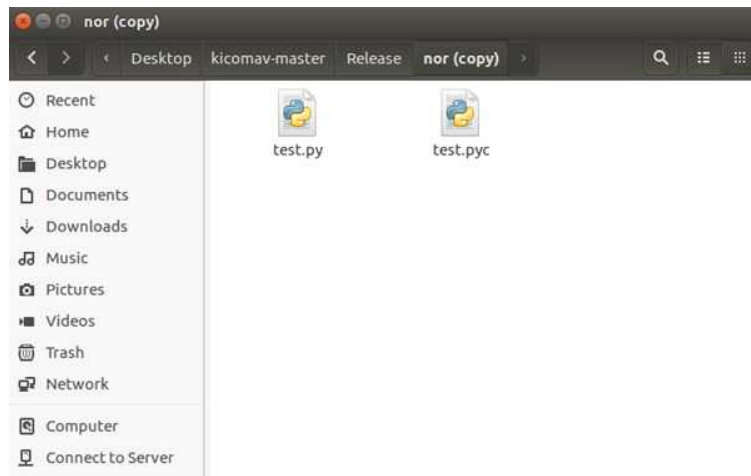 nor (copy)
Desktop kicomav-master Release nor (copy)
Recent
Home
Desktop
Documents
Downloads
Music
Pictures
Videos
Trash
Network
Computer
Connect to Server
test.py test.pyc